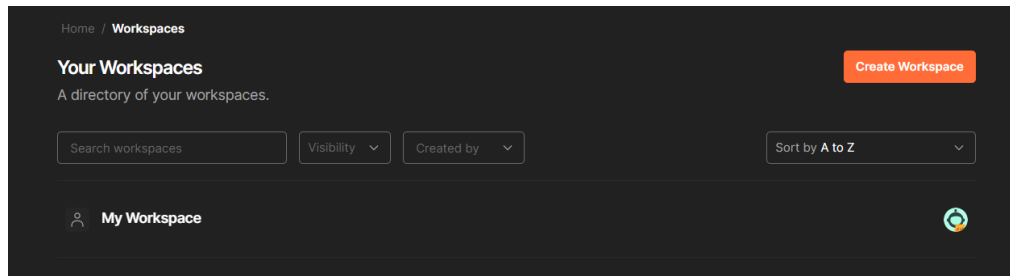 Home / Workspaces
Your Workspaces
Create Workspace
A directory of your workspaces.
Search workspaces
Visibility
Created by
Sort by A to Z
My Workspace